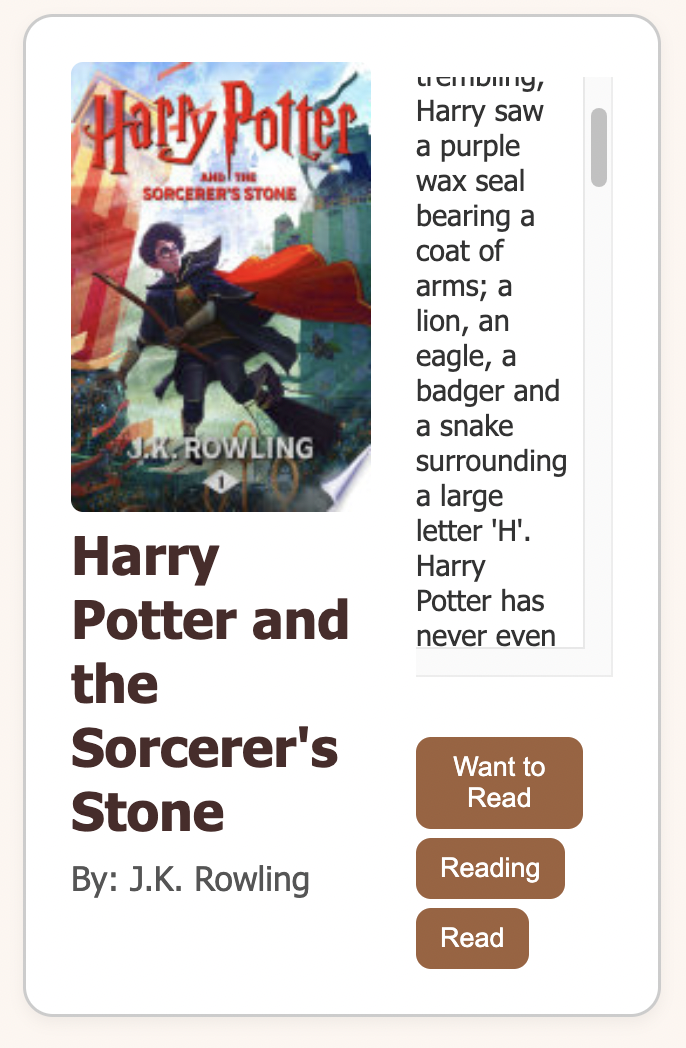 Harry Potter
AND THE
SORCERER'S STONE
J.K. ROWLING
1
Harry
Potter and
the
Sorcerer's
Stone
By: J.K. Rowling
trembling,
Harry saw
a purple
wax seal
bearing a
coat of
arms; a
lion, an
eagle, a
badger and
a snake
surrounding
a large
letter 'H'.
Harry
Potter has
never even
Want to
Read
Reading
Read